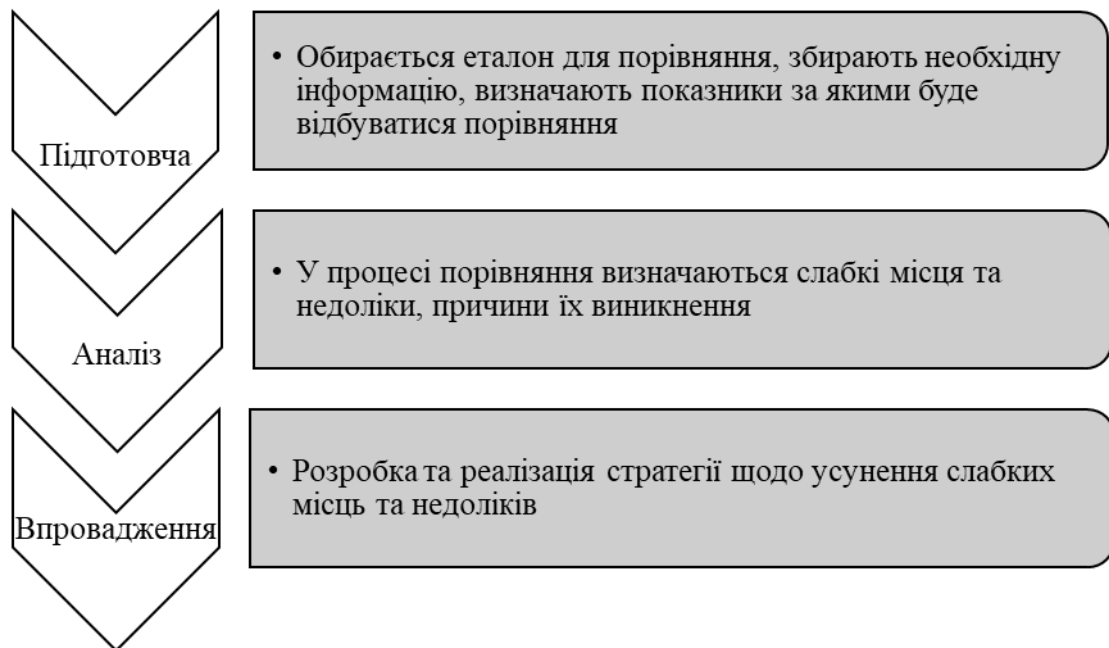 Підготовча
• Обирається еталон для порівняння, збирають необхідну
інформацію, визначають показники за якими буде
відбуватися порівняння
Аналіз
• У процесі порівняння визначаються слабкі місця та
недоліки, причини їх виникнення
Впровадження
• Розробка та реалізація стратегії щодо усунення слабких
місць та недоліків